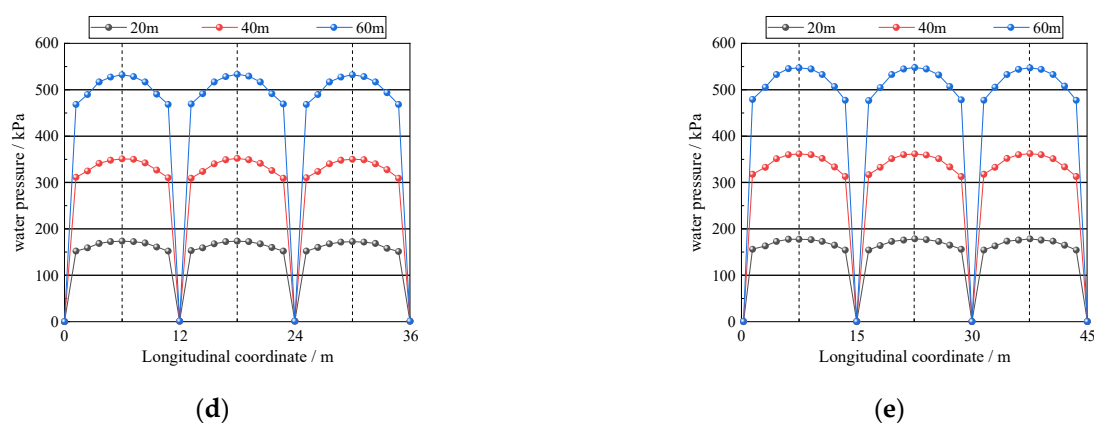 20m 40m 60m
600
500
400
300
200
100
0
water pressure / kPa
0 12 24 36
Longitudinal coordinate / m
(d)
20m 40m 60m
600
500
400
300
200
100
0
water pressure / kPa
0 15 30 45
Longitudinal coordinate / m
(e)